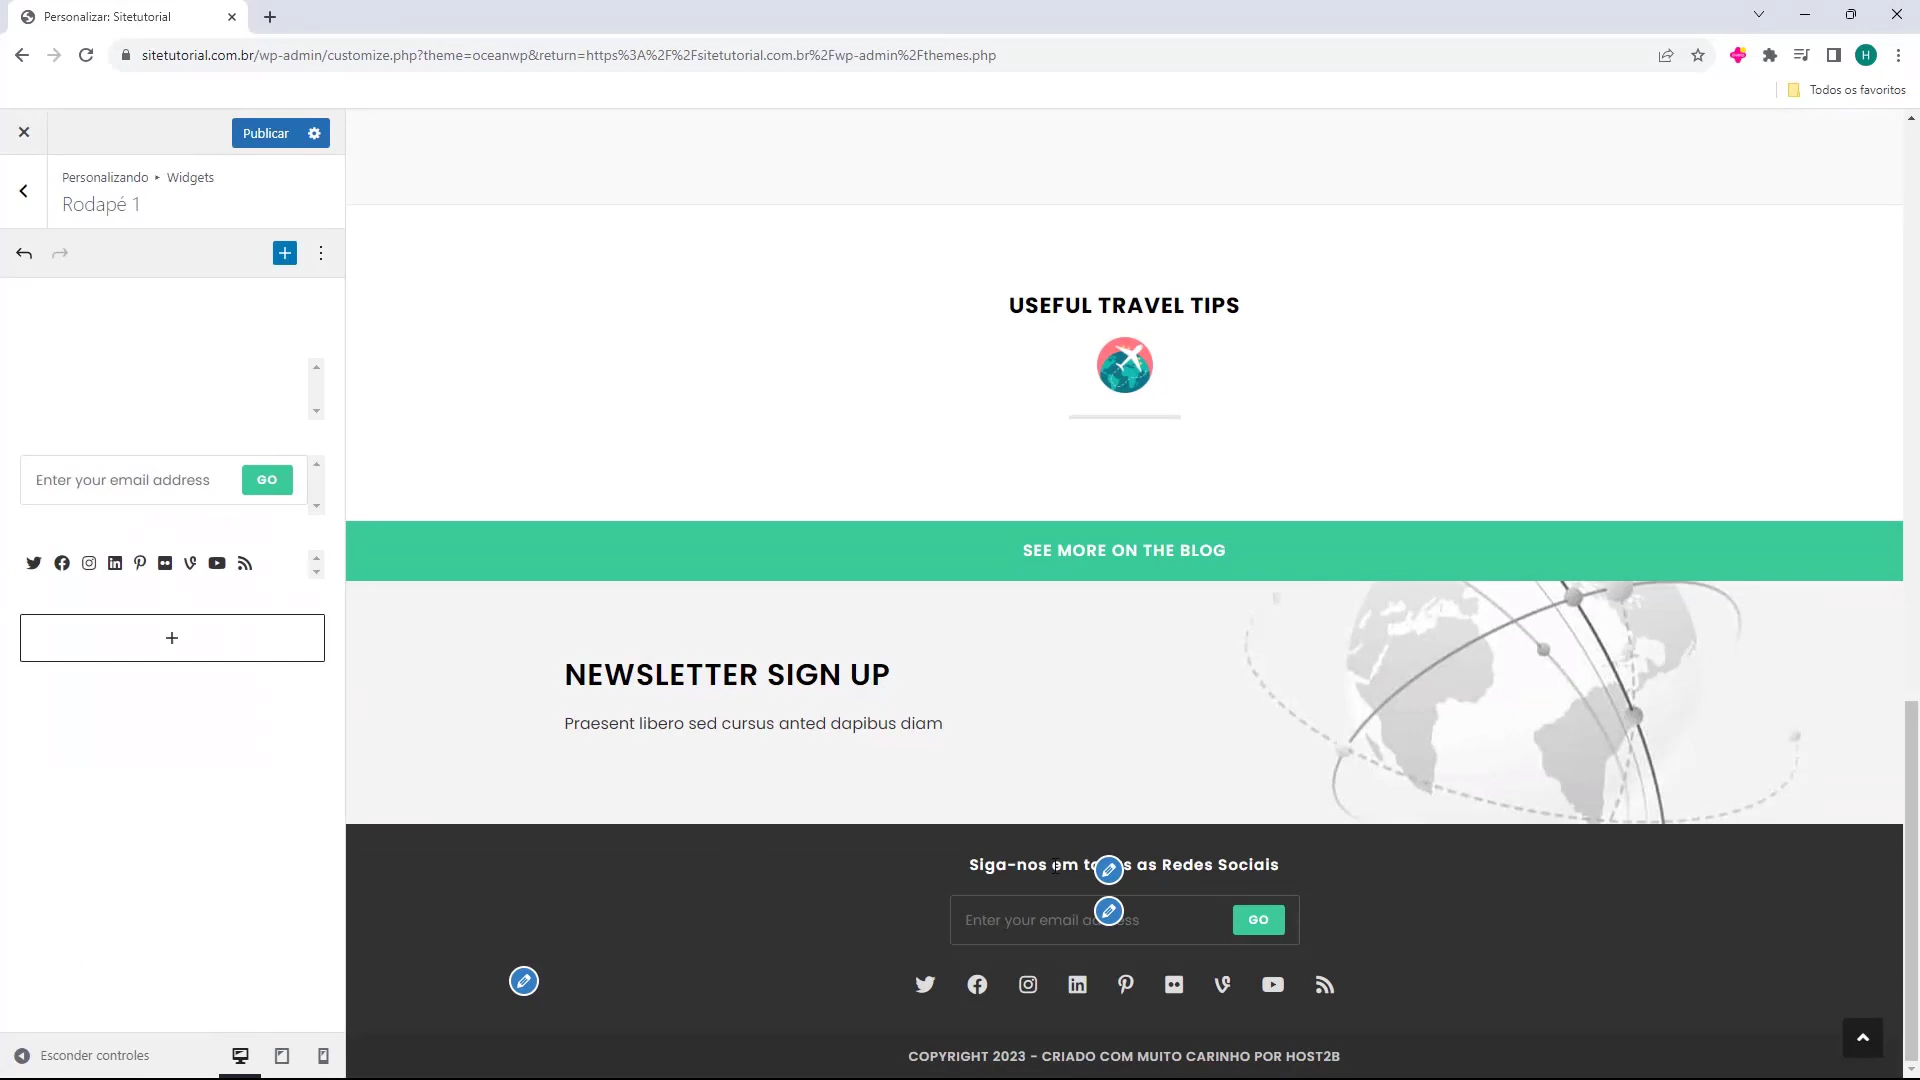 Personalizar: Sitetutorial
sitetutorial.com.br/wp-admin/customize.php?theme=oceanwp&return=https%3A%2F%2Fsitetutorial.com.br%2Fwp-admin%2Fthemes.php
H
Todos os favoritos
Publicar
Personalizando ▸ Widgets
Rodapé 1
Enter your email address
GO
Esconder controles
USEFUL TRAVEL TIPS
SEE MORE ON THE BLOG
NEWSLETTER SIGN UP
Praesent libero sed cursus anted dapibus diam
Siga-nos em as Redes Sociais
Enter your email
GO
COPYRIGHT 2023 - CRIADO COM MUITO CARINHO POR HOST2B